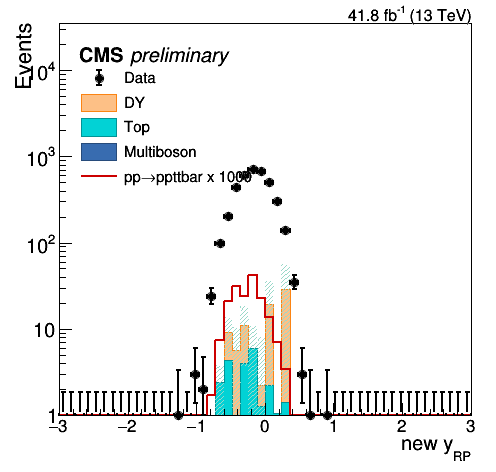 41.8 fb⁻¹ (13 TeV)
Events
CMS preliminary
Data
DY
Top
Multiboson
pp→ppttbar x 1000
10⁴
10³
10²
10
1
−3 −2 −1 0 1 2 3
new y_RP